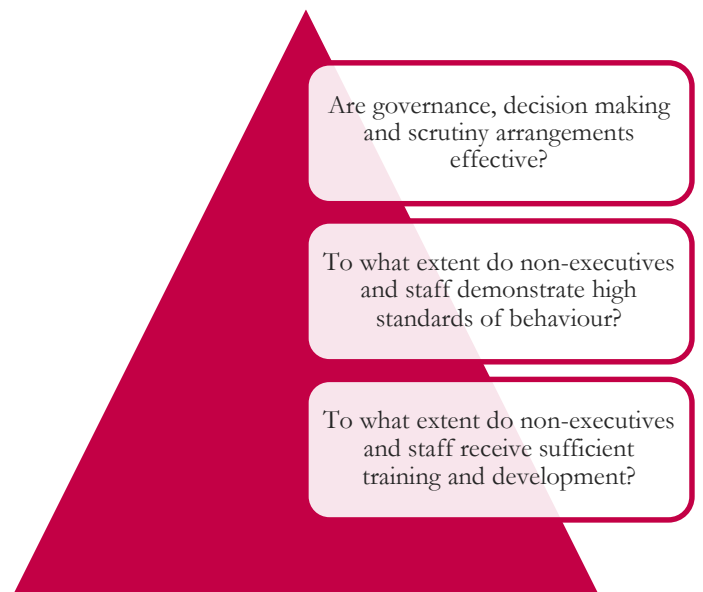 Are governance, decision making
and scrutiny arrangements
effective?
To what extent do non-executives
and staff demonstrate high
standards of behaviour?
To what extent do non-executives
and staff receive sufficient
training and development?